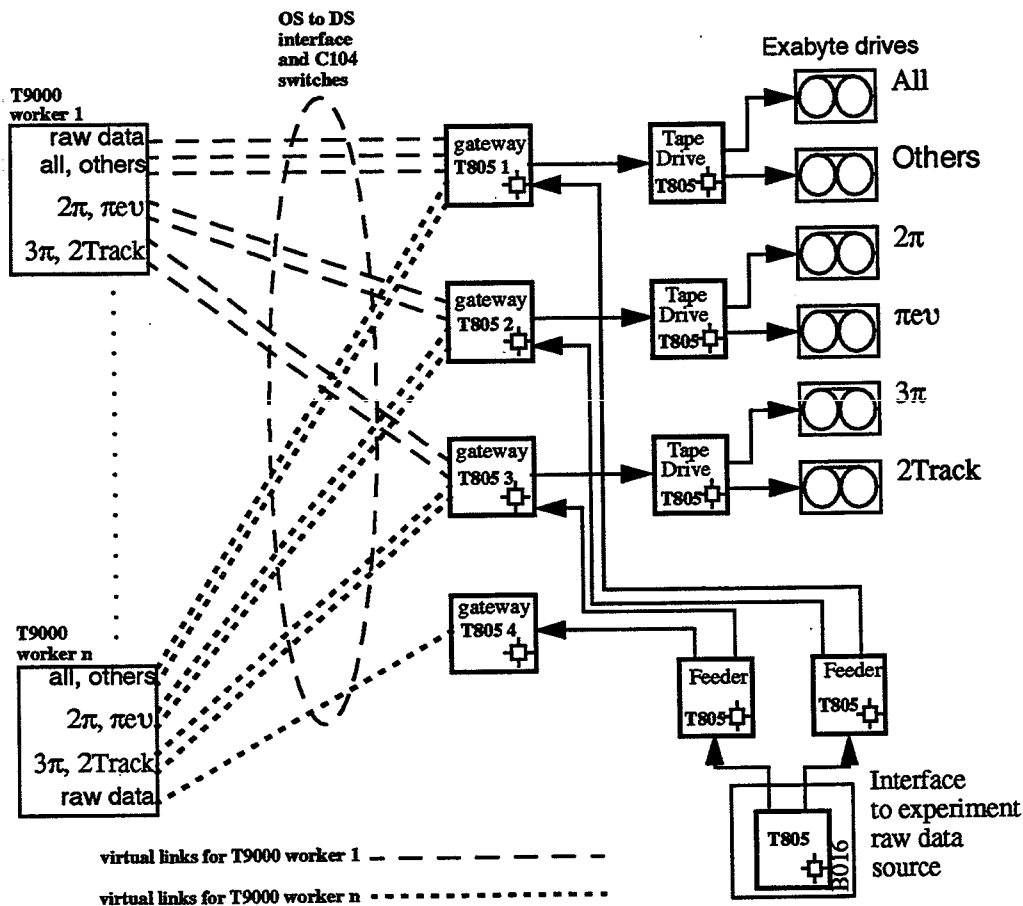 OS to DS
interface
and C104
switches
Exabyte drives
T9000
worker 1
raw data
all, others
2π, πeυ
3π, 2Track
gateway
T805 1
Tape
Drive
T805
All
Others
gateway
T805 2
Tape
Drive
T805
2π
πeυ
gateway
T805 3
Tape
Drive
T805
3π
2Track
gateway
T805 4
T9000
worker n
all, others
2π, πeυ
3π, 2Track
raw data
Feeder
T805
Feeder
T805
T805
B016
Interface
to experiment
raw data
source
virtual links for T9000 worker 1
virtual links for T9000 worker n